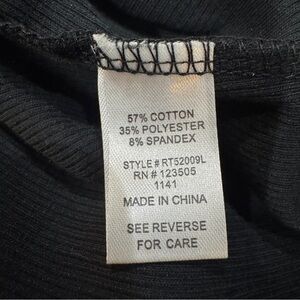 57% COTTON
35% POLYESTER
8% SPANDEX
STYLE # RT52009L
RN # 123505
1141
MADE IN CHINA
SEE REVERSE
FOR CARE